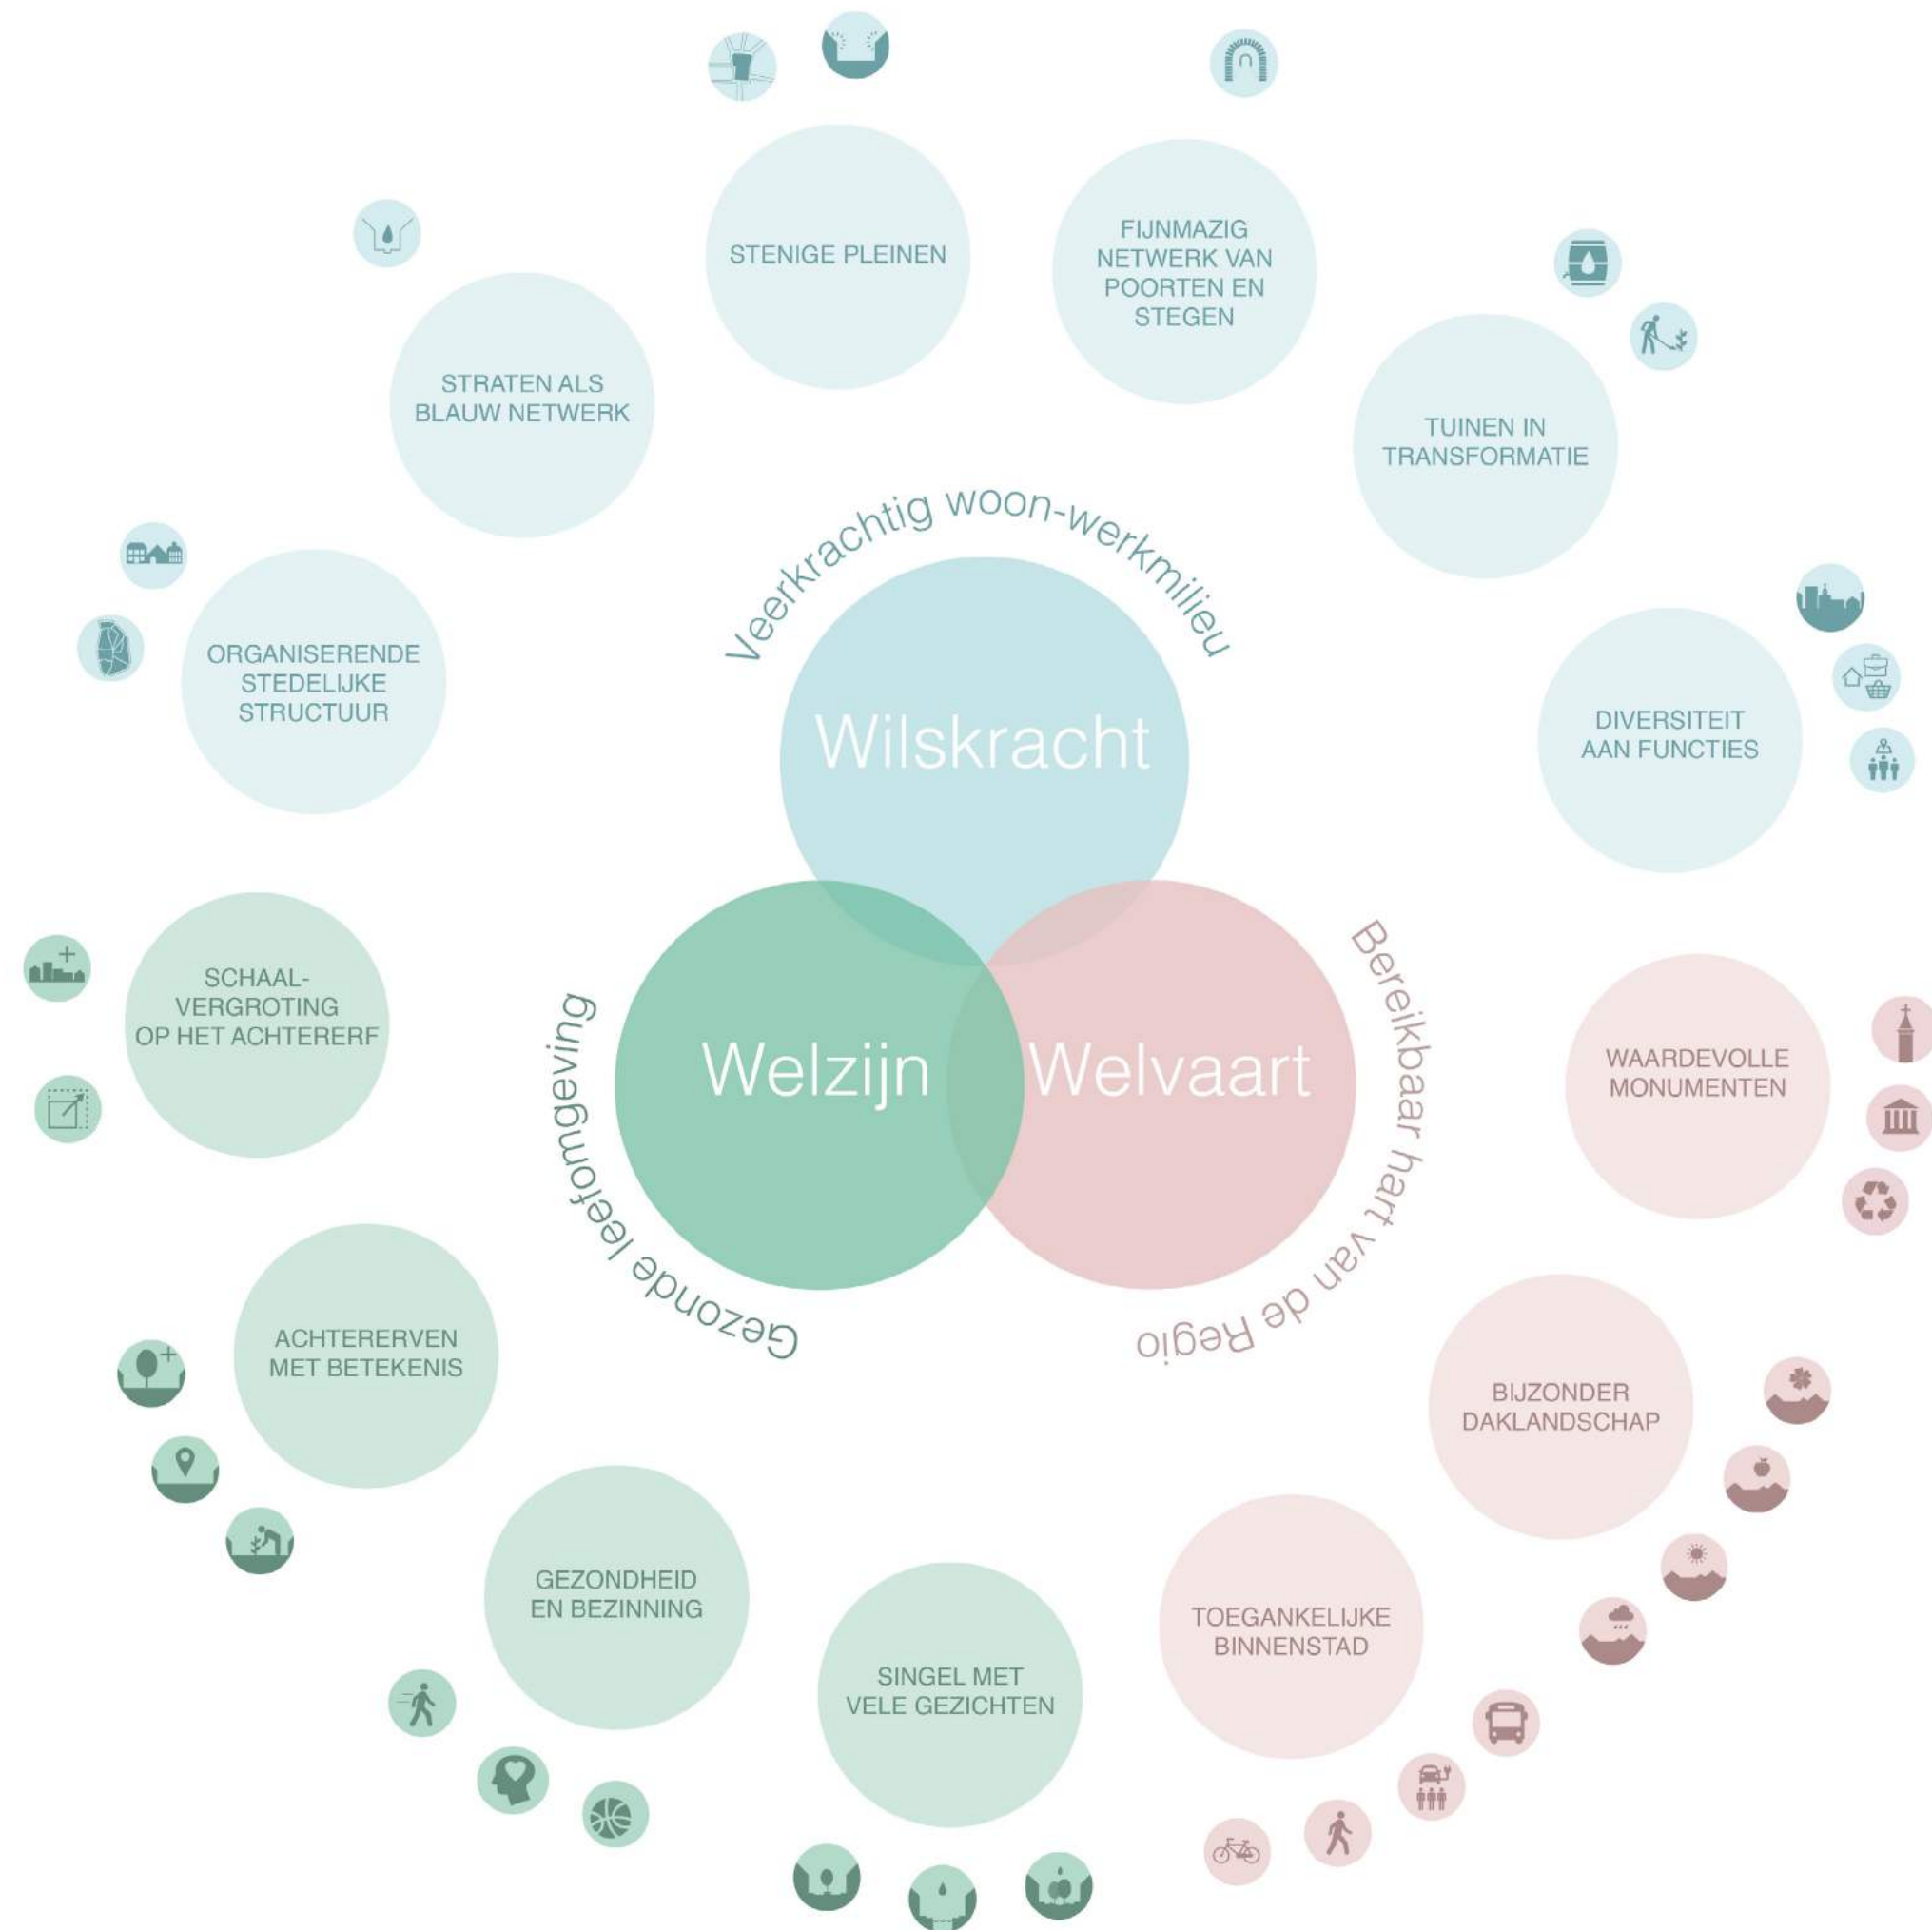 STENIGE PLEINEN
FIJNMAZIG
NETWERK VAN
POORTEN EN
STEGEN
STRATEN ALS
BLAUW NETWERK
TUINEN IN
TRANSFORMATIE
ORGANISERENDE
STEDELIJKE
STRUCTUUR
DIVERSITEIT
AAN FUNCTIES
Veerkrachtig woon-werkmilieu
Wilskracht
Welzijn
Welvaart
Gezonde leefomgeving
Bereikbaar hart van de Regio
SCHAAL-
VERGROTING
OP HET ACHTERERF
WAARDEVOLLE
MONUMENTEN
ACHTERERVEN
MET BETEKENIS
BIJZONDER
DAKLANDSCHAP
GEZONDHEID
EN BEZINNING
TOEGANKELIJKE
BINNENSTAD
SINGEL MET
VELE GEZICHTEN